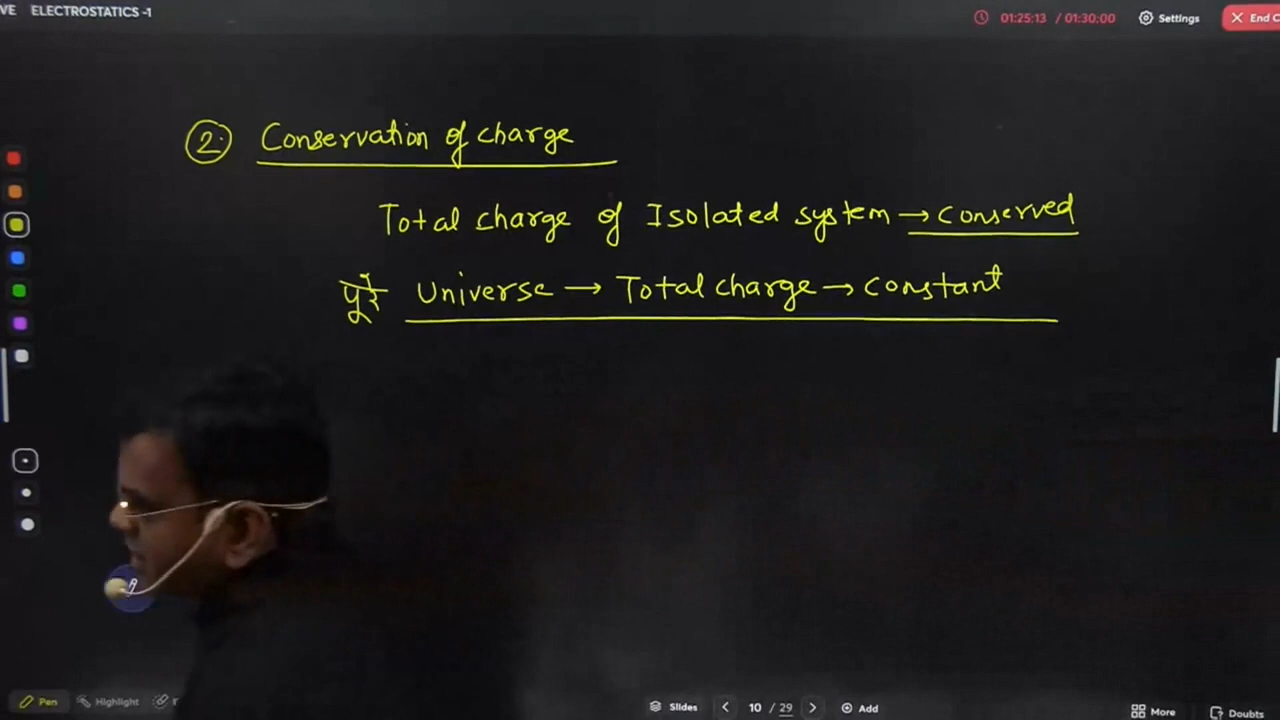 VE ELECTROSTATICS -1
01:25:13 / 01:30:00 Settings End C
2. Conservation of charge
Total charge of Isolated system → conserved
Universe → Total charge → constant
Pen Highlight
Slides 10 / 29 Add
More Doubts